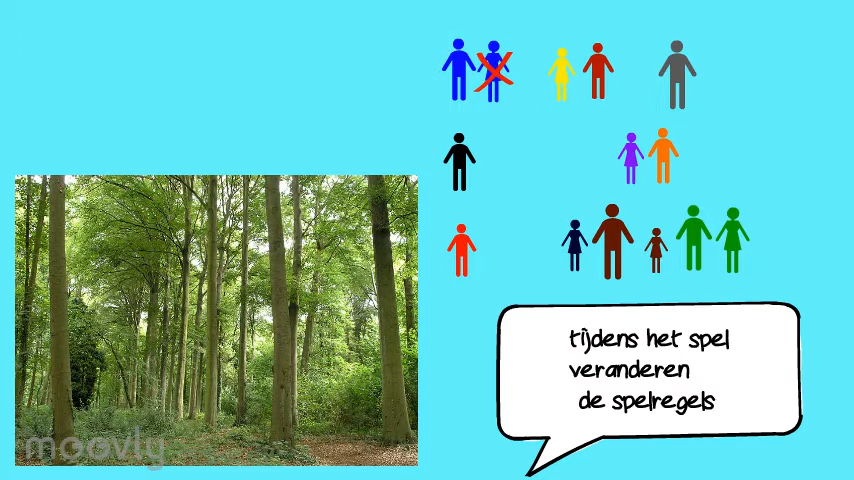 tijdens het spel
veranderen
de spelregels
moovly